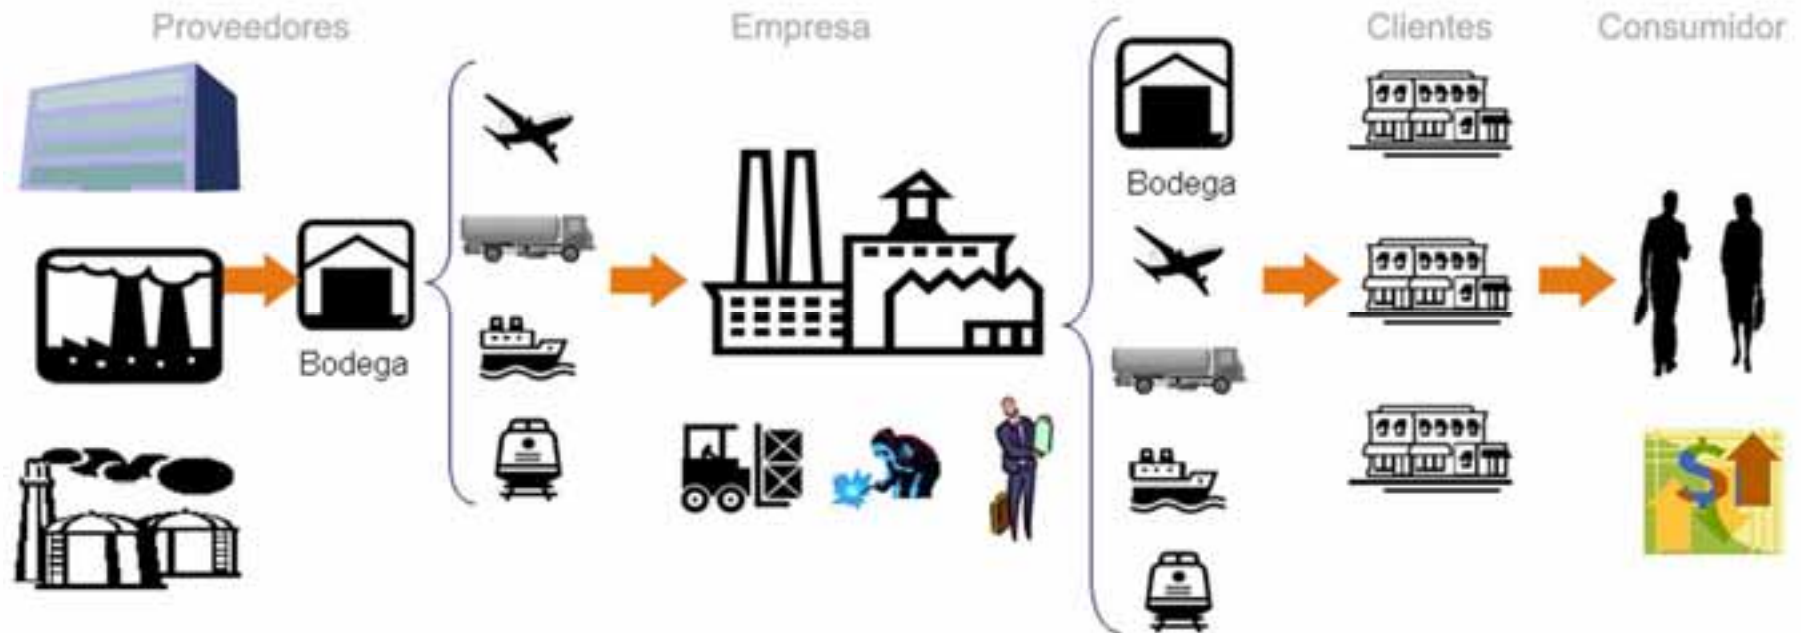 Proveedores
Empresa
Clientes
Consumidor
Bodega
Bodega